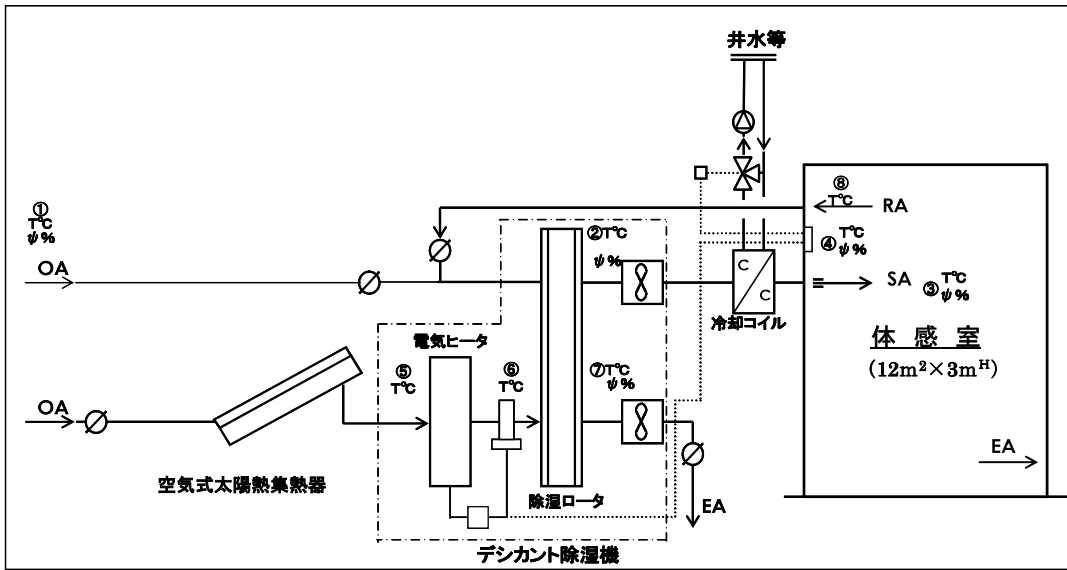 井水等
⑧
T℃
RA
①
T℃
ψ%
②T℃
ψ%
④
T℃
ψ%
OA
C
C
SA
③
T℃
ψ%
冷却コイル
電気ヒータ
体感室
(12m²×3mᴴ)
⑤
T℃
⑥
T℃
⑦T℃
ψ%
OA
EA
空気式太陽熱集熱器
除湿ロータ
EA
デシカント除湿機